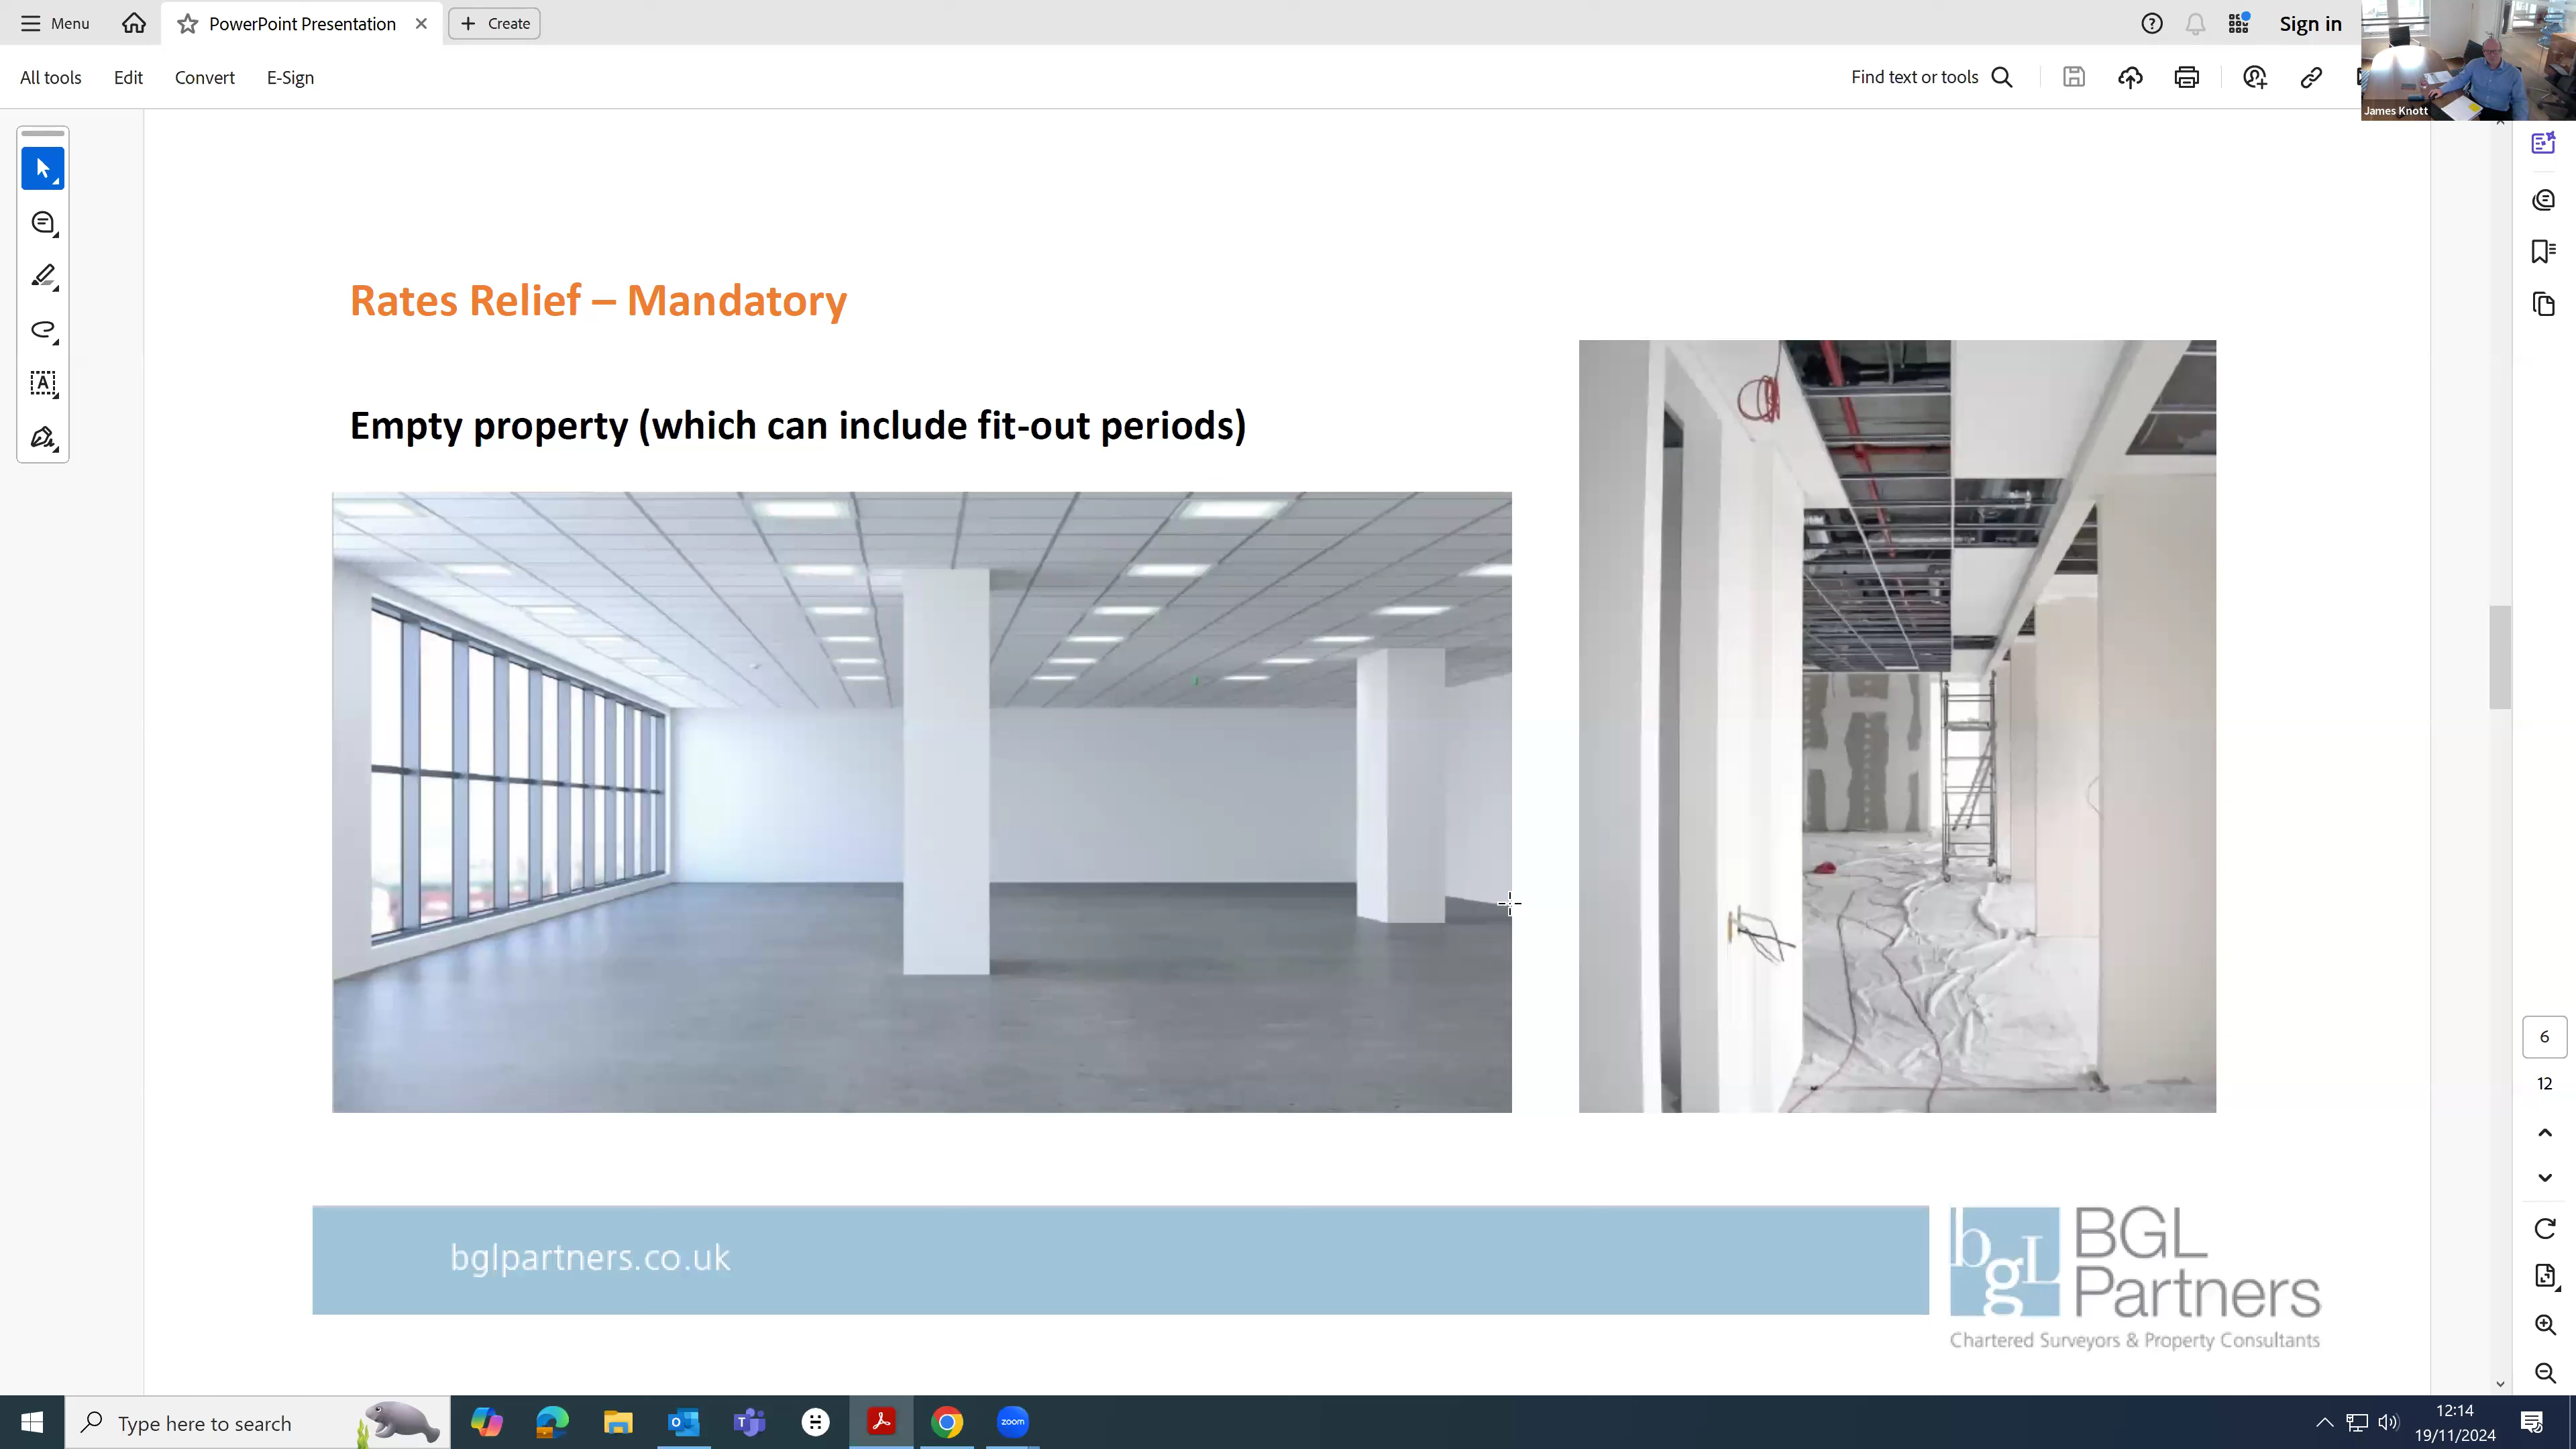 Menu
PowerPoint Presentation
Create
Sign in
All tools
Edit
Convert
E-Sign
Find text or tools
James Knott
Rates Relief – Mandatory
Empty property (which can include fit-out periods)
6
12
bglpartners.co.uk
bgL
BGL
Partners
Chartered Surveyors & Property Consultants
Type here to search
zoom
12:14
19/11/2024